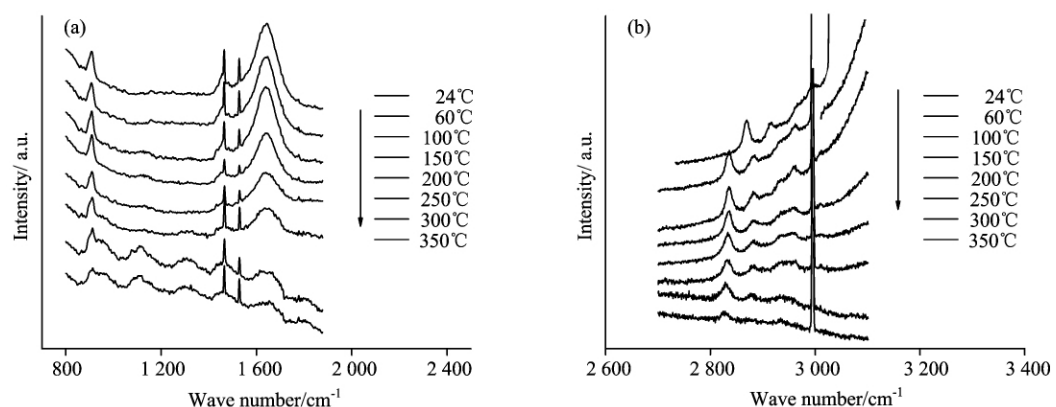 (a)
Intensity/ a.u.
24℃
60℃
100℃
150℃
200℃
250℃
300℃
350℃
800 1 200 1 600 2 000 2 400
Wave number/cm⁻¹
(b)
Intensity/ a.u.
24℃
60℃
100℃
150℃
200℃
250℃
300℃
350℃
2 600 2 800 3 000 3 200 3 400
Wave number/cm⁻¹